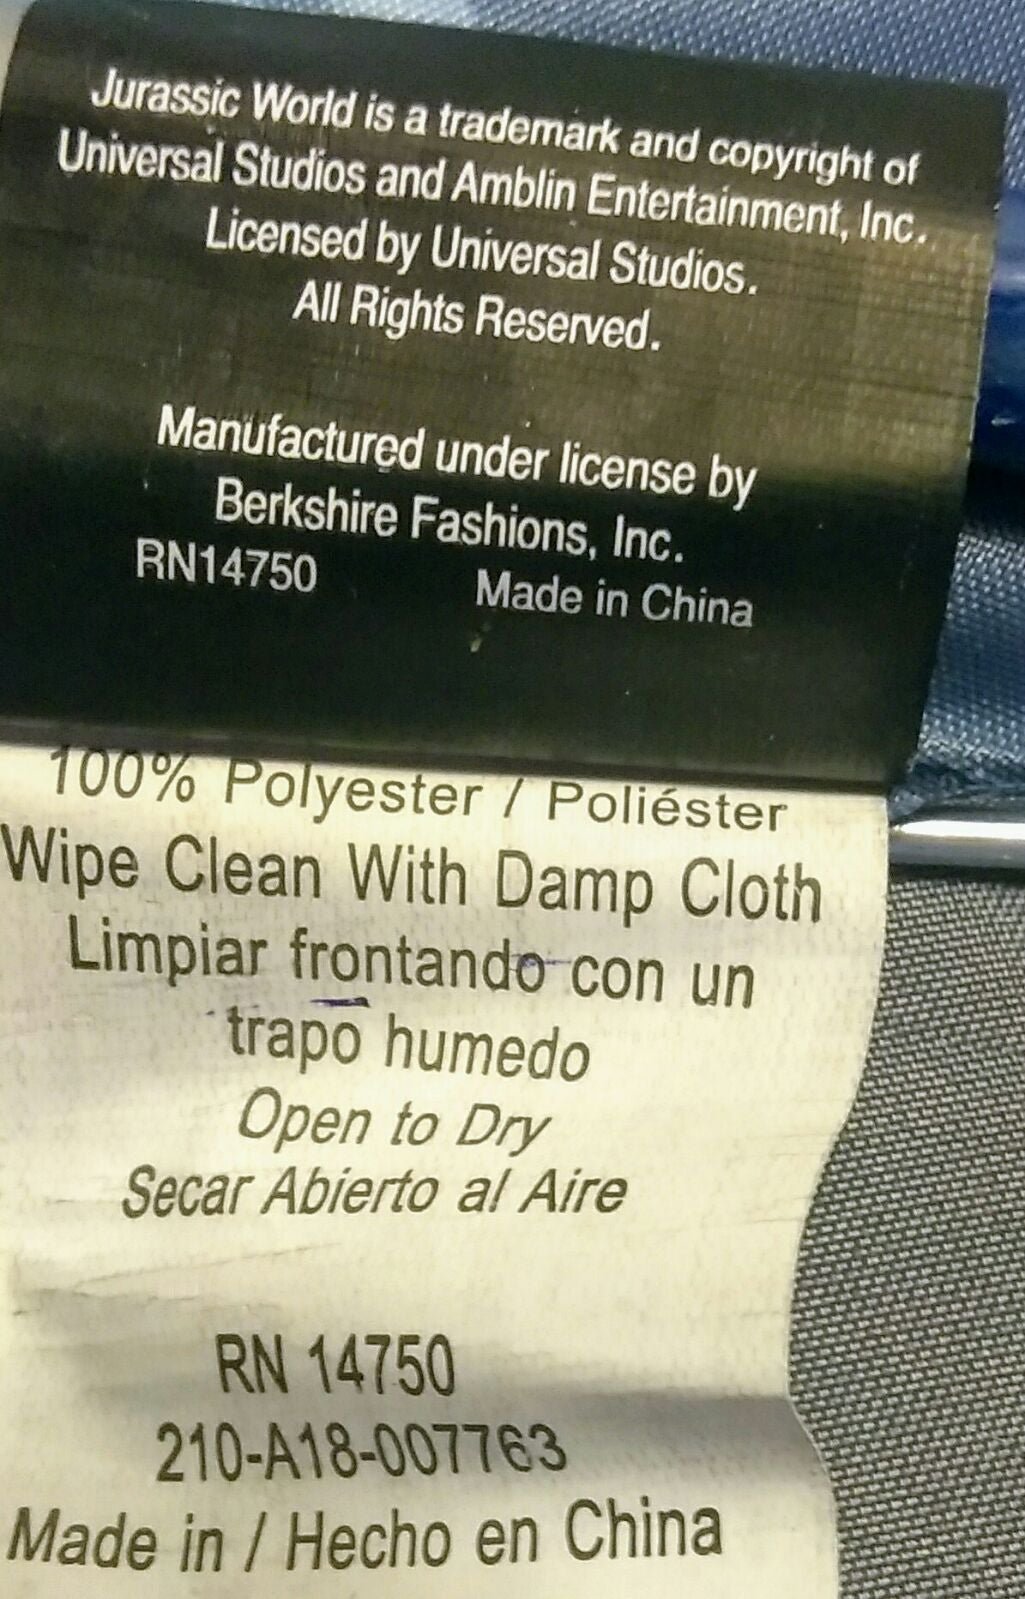 Jurassic World is a trademark and copyright of
Universal Studios and Amblin Entertainment, Inc.
Licensed by Universal Studios.
All Rights Reserved.
Manufactured under license by
Berkshire Fashions, Inc.
RN14750 Made in China
100% Polyester / Poliéster
Wipe Clean With Damp Cloth
Limpiar frontando con un
trapo humedo
Open to Dry
Secar Abierto al Aire
RN 14750
210-A18-007763
Made in / Hecho en China